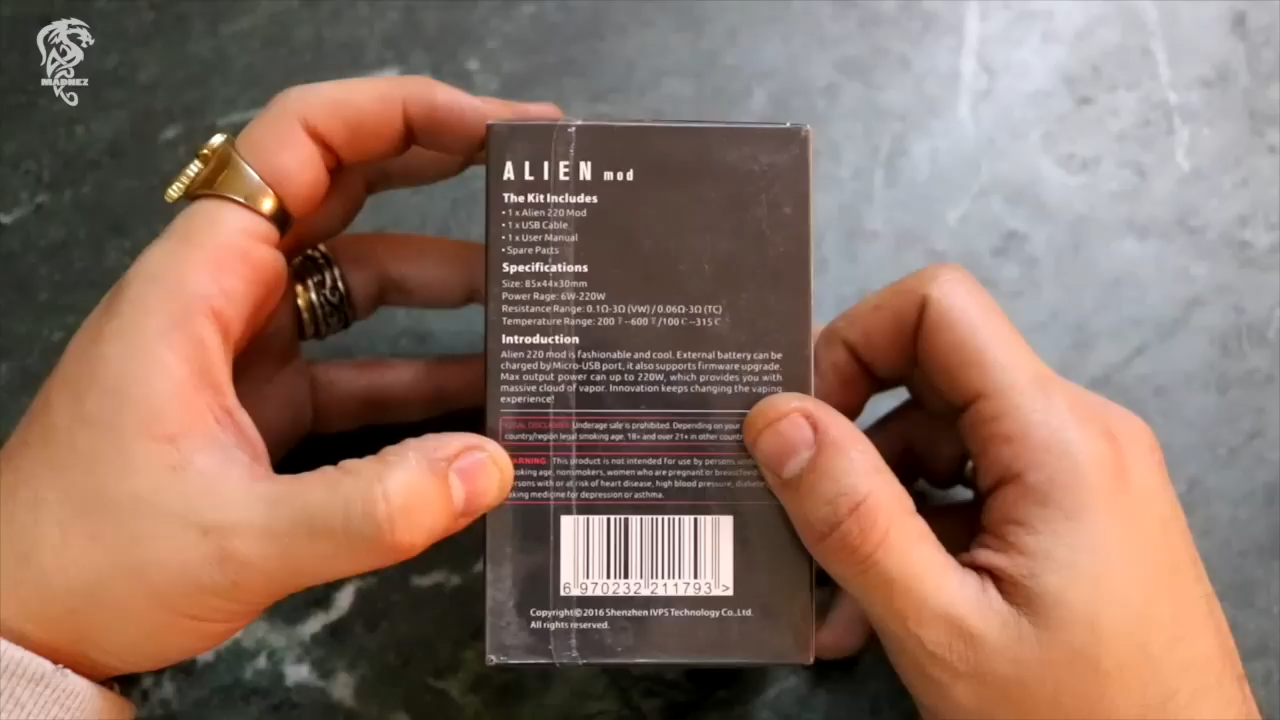 MADNEZ
ALIEN mod
The Kit Includes
• 1 x Alien 220 Mod
• 1 x USB Cable
• 1 x User Manual
• Spare Parts
Specifications
Size: 85x44x30mm
Power Rage: 6W-220W
Resistance Range: 0.1Ω-3Ω (VW) / 0.06Ω-3Ω (TC)
Temperature Range: 200 ℉--600 ℉/100 ℃--315 ℃
Introduction
Alien 220 mod is fashionable and cool. External battery can be
charged by Micro-USB port, it also supports firmware upgrade.
Max output power can up to 220W, which provides you with
massive cloud of vapor. Innovation keeps changing the vaping
experience!
LEGAL DISCLAIMER Underage sale is prohibited. Depending on your
country/region legal smoking age, 18+ and over 21+ in other
WARNING: This product is not intended for use by persons
smoking age, nonsmokers, women who are pregnant or
persons with or at risk of heart disease, high blood pressure,
taking medicine for depression or asthma.
6 970232 211793 >
Copyright©2016 Shenzhen IVPS Technology Co.,Ltd.
All rights reserved.